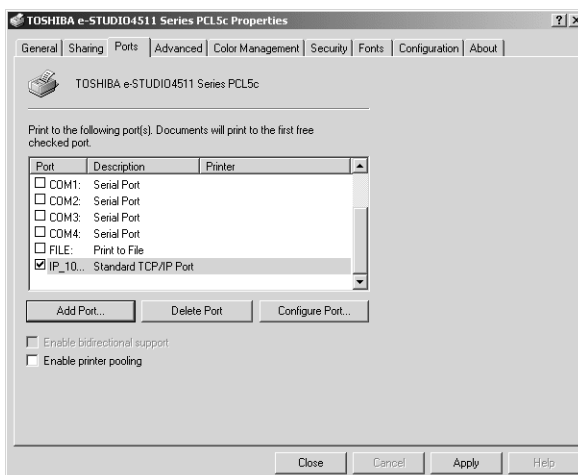 TOSHIBA e-STUDIO4511 Series PCL5c Properties
General Sharing Ports Advanced Color Management Security Fonts Configuration About
TOSHIBA e-STUDIO4511 Series PCL5c
Print to the following port(s). Documents will print to the first free
checked port.
Port Description Printer
COM1: Serial Port
COM2: Serial Port
COM3: Serial Port
COM4: Serial Port
FILE: Print to File
IP_10... Standard TCP/IP Port
Add Port... Delete Port Configure Port...
Enable bidirectional support
Enable printer pooling
Close Cancel Apply Help